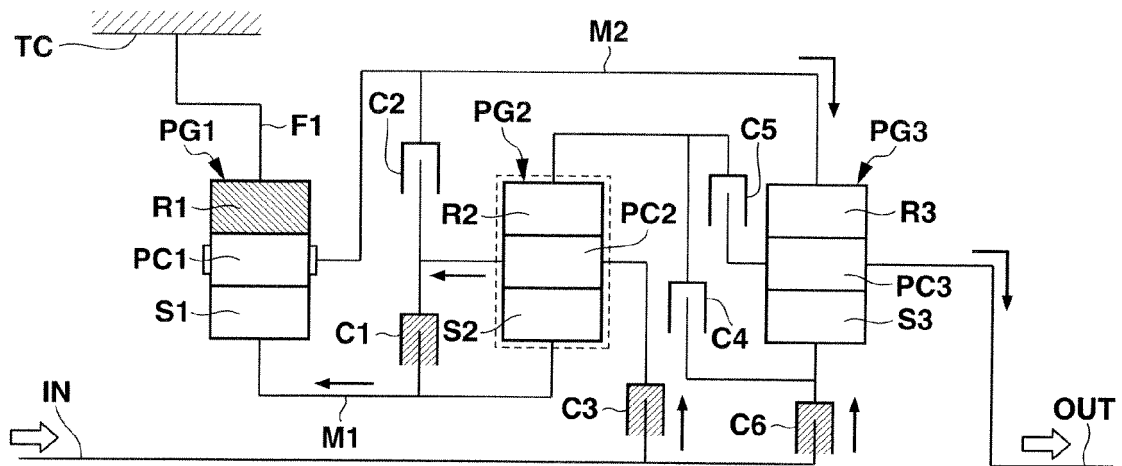 TC
M2
C2
PG1
F1
PG2
C5
PG3
R1
R2
PC2
R3
PC1
PC3
S1
C1
S2
C4
S3
IN
M1
C3
C6
OUT